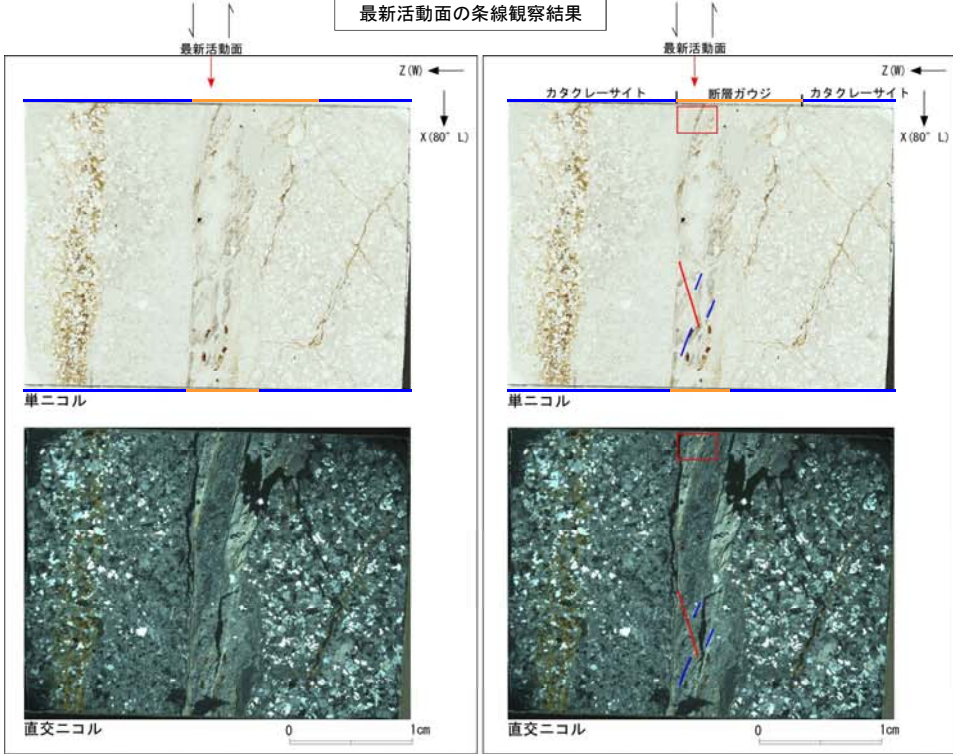 最新活動面の条線観察結果
最新活動面
Z(W)
X(80°L)
単ニコル
直交ニコル
0 1cm
最新活動面
Z(W)
カタクレーサイト 断層ガウジ カタクレーサイト
X(80°L)
単ニコル
直交ニコル
0 1cm